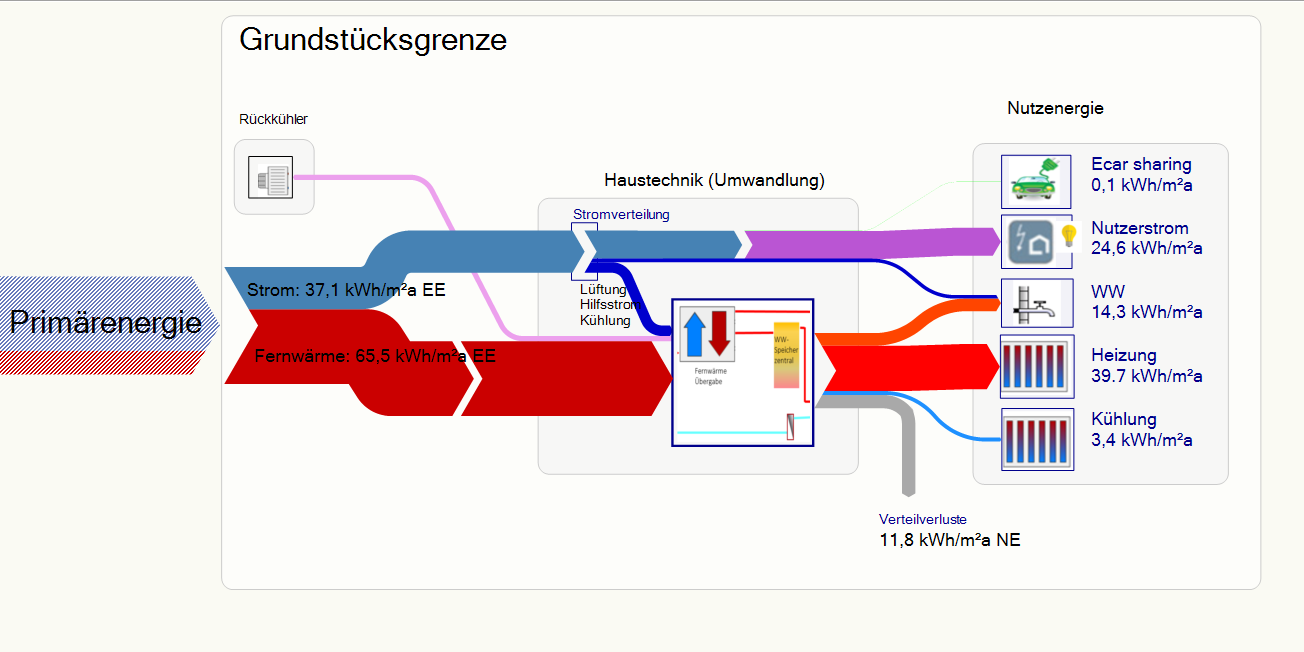 Grundstücksgrenze
Rückkühler
Nutzenergie
Haustechnik (Umwandlung)
Stromverteilung
Ecar sharing
0,1 kWh/m²a
Nutzerstrom
24,6 kWh/m²a
Strom: 37,1 kWh/m²a EE
Lüftung
Hilfsstrom
Kühlung
WW
14,3 kWh/m²a
Primärenergie
Fernwärme: 65,5 kWh/m²a EE
WW-
Speicher
zentral
Fernwärme
Übergabe
Heizung
39.7 kWh/m²a
Kühlung
3,4 kWh/m²a
Verteilverluste
11,8 kWh/m²a NE